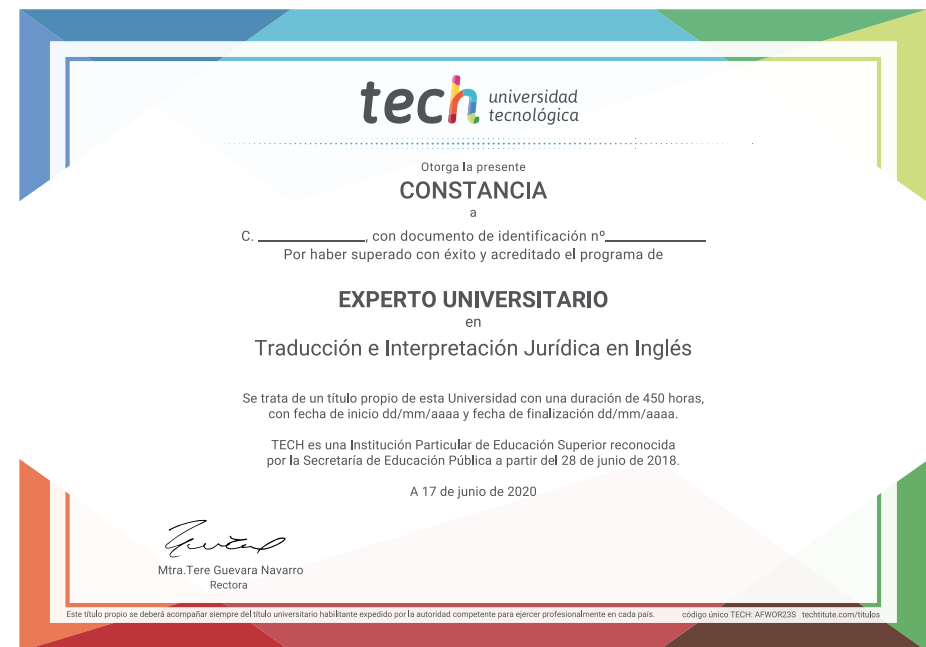 tech universidad
tecnológica
Otorga la presente
CONSTANCIA
a
C. ______________, con documento de identificación nº_____________
Por haber superado con éxito y acreditado el programa de
EXPERTO UNIVERSITARIO
en
Traducción e Interpretación Jurídica en Inglés
Se trata de un título propio de esta Universidad con una duración de 450 horas,
con fecha de inicio dd/mm/aaaa y fecha de finalización dd/mm/aaaa.
TECH es una Institución Particular de Educación Superior reconocida
por la Secretaría de Educación Pública a partir del 28 de junio de 2018.
A 17 de junio de 2020
Mtra.Tere Guevara Navarro
Rectora
Este título propio se deberá acompañar siempre del título universitario habilitante expedido por la autoridad competente para ejercer profesionalmente en cada país. código único TECH: AFWOR23S techtitute.com/titulos